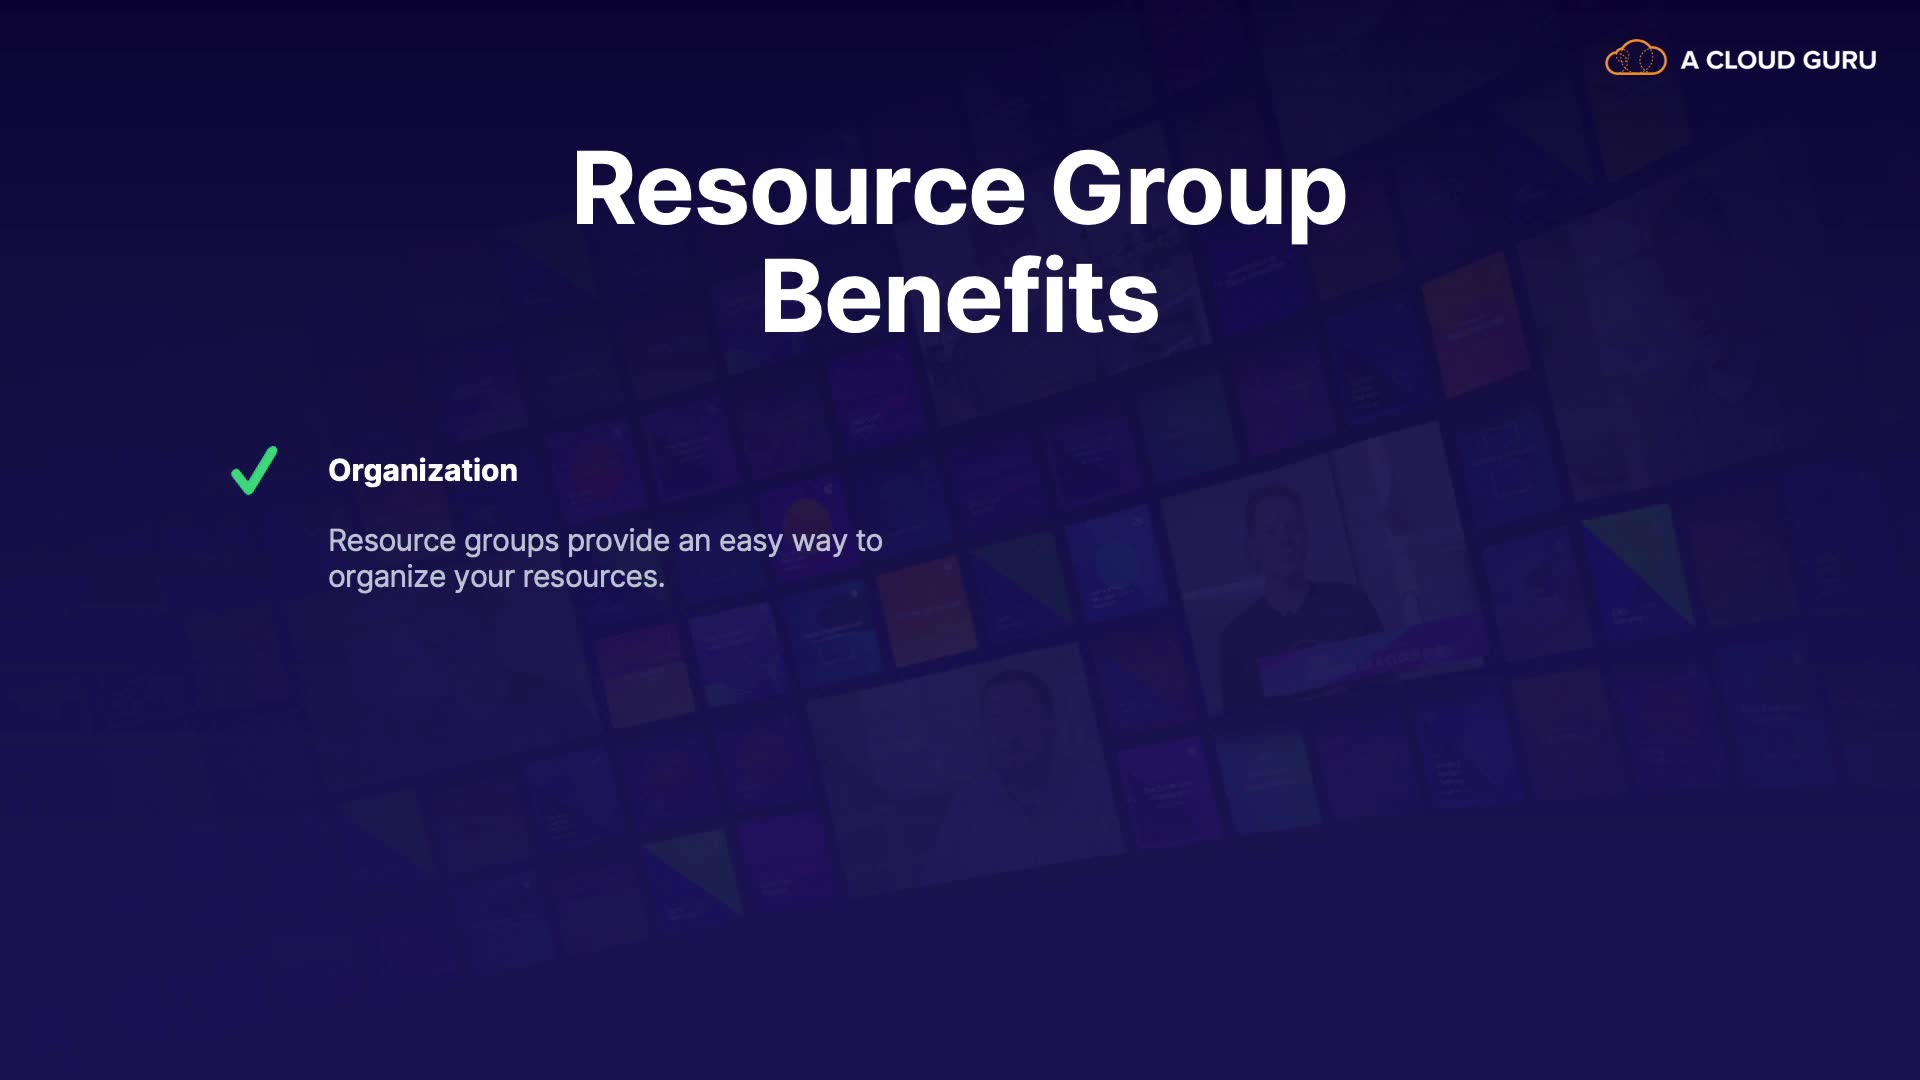 A CLOUD GURU
Resource Group
Benefits
Organization
Resource groups provide an easy way to
organize your resources.